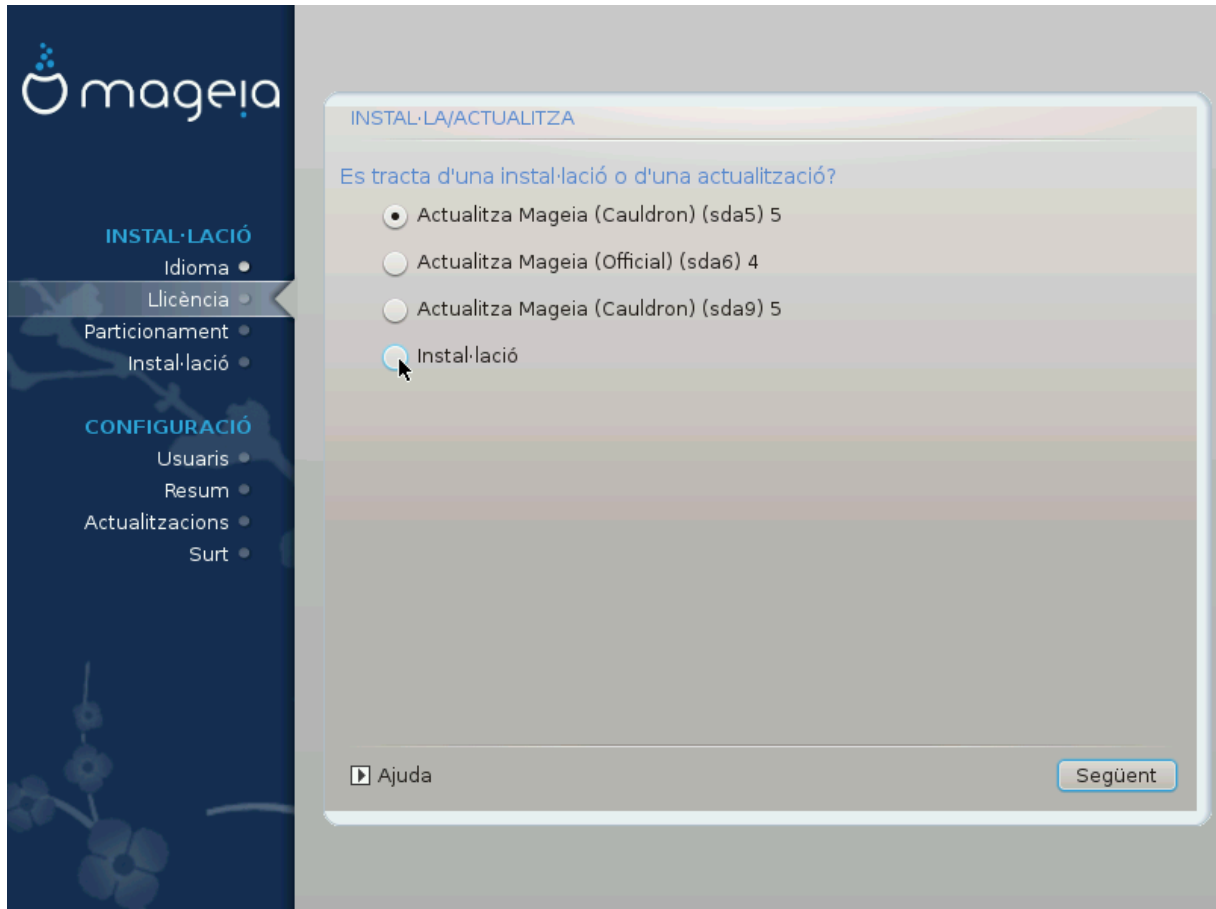 mageia
INSTAL·LACIÓ
Idioma
Llicència
Particionament
Instal·lació
CONFIGURACIÓ
Usuaris
Resum
Actualitzacions
Surt
INSTAL·LA/ACTUALITZA
Es tracta d'una instal·lació o d'una actualització?
Actualitza Mageia (Cauldron) (sda5) 5
Actualitza Mageia (Official) (sda6) 4
Actualitza Mageia (Cauldron) (sda9) 5
Instal·lació
Ajuda
Següent